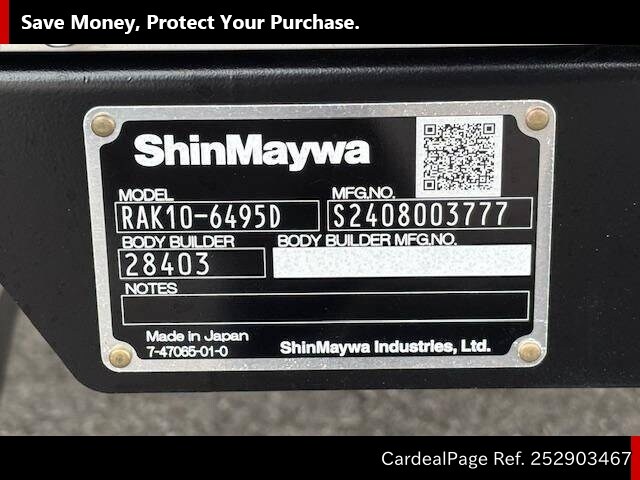 Save Money, Protect Your Purchase.
ShinMaywa
MODEL MFG.NO.
RAK10-6495D S2408003777
BODY BUILDER BODY BUILDER MFG.NO.
28403
NOTES
Made in Japan
7-47065-01-0 ShinMaywa Industries, Ltd.
CardealPage Ref. 252903467